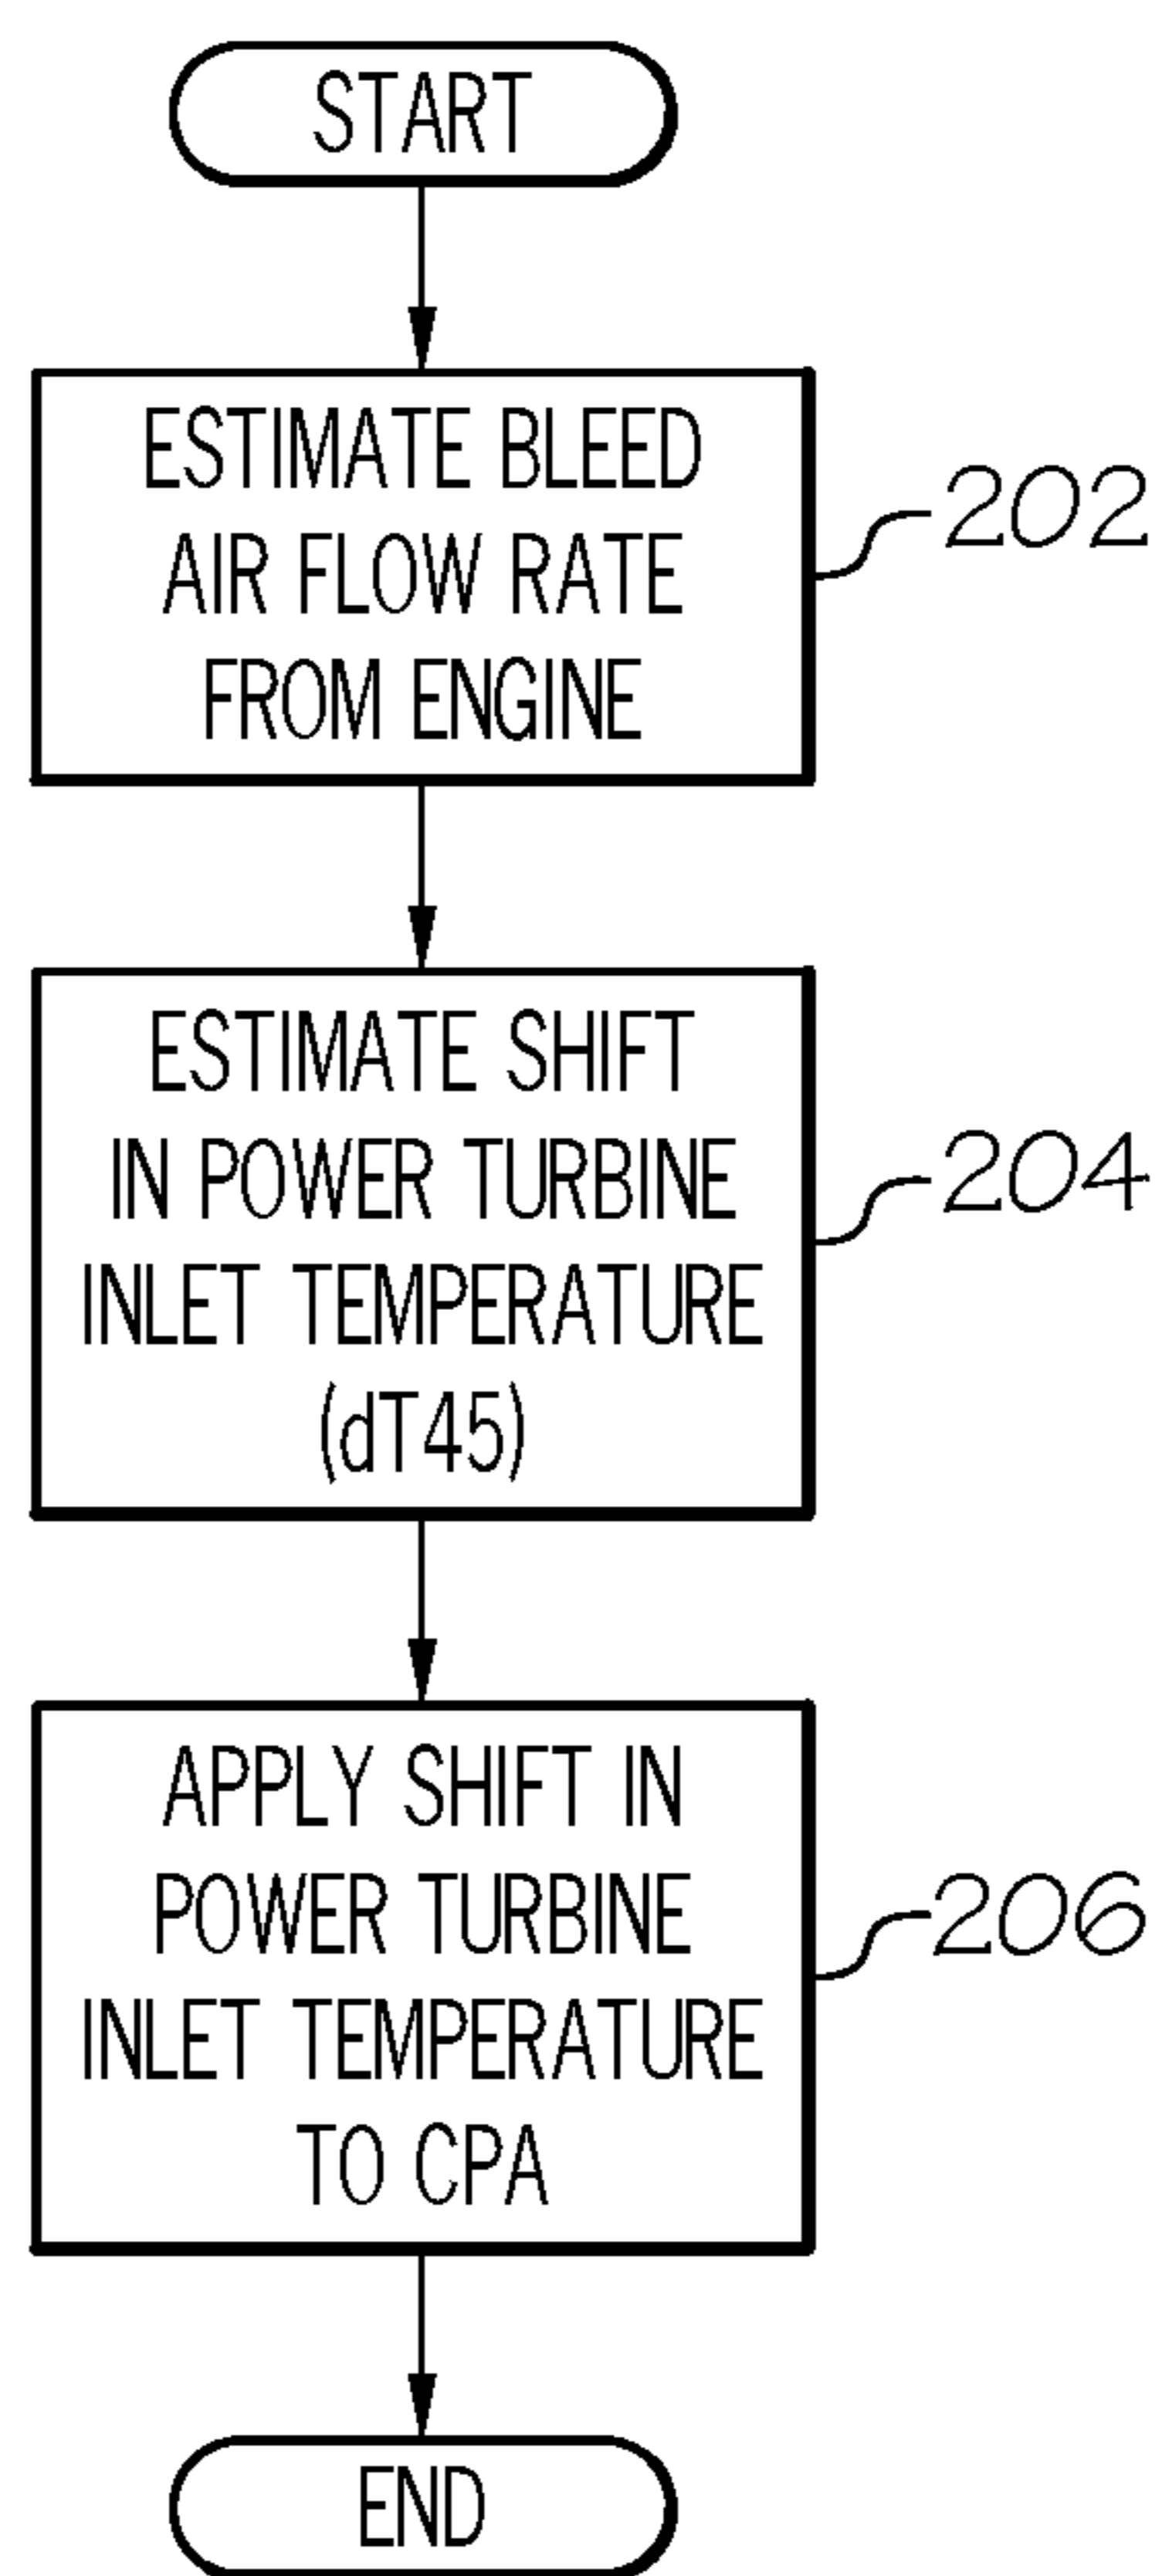 START
ESTIMATE BLEED
AIR FLOW RATE
FROM ENGINE
202
ESTIMATE SHIFT
IN POWER TURBINE
INLET TEMPERATURE
(dT45)
204
APPLY SHIFT IN
POWER TURBINE
INLET TEMPERATURE
TO CPA
206
END